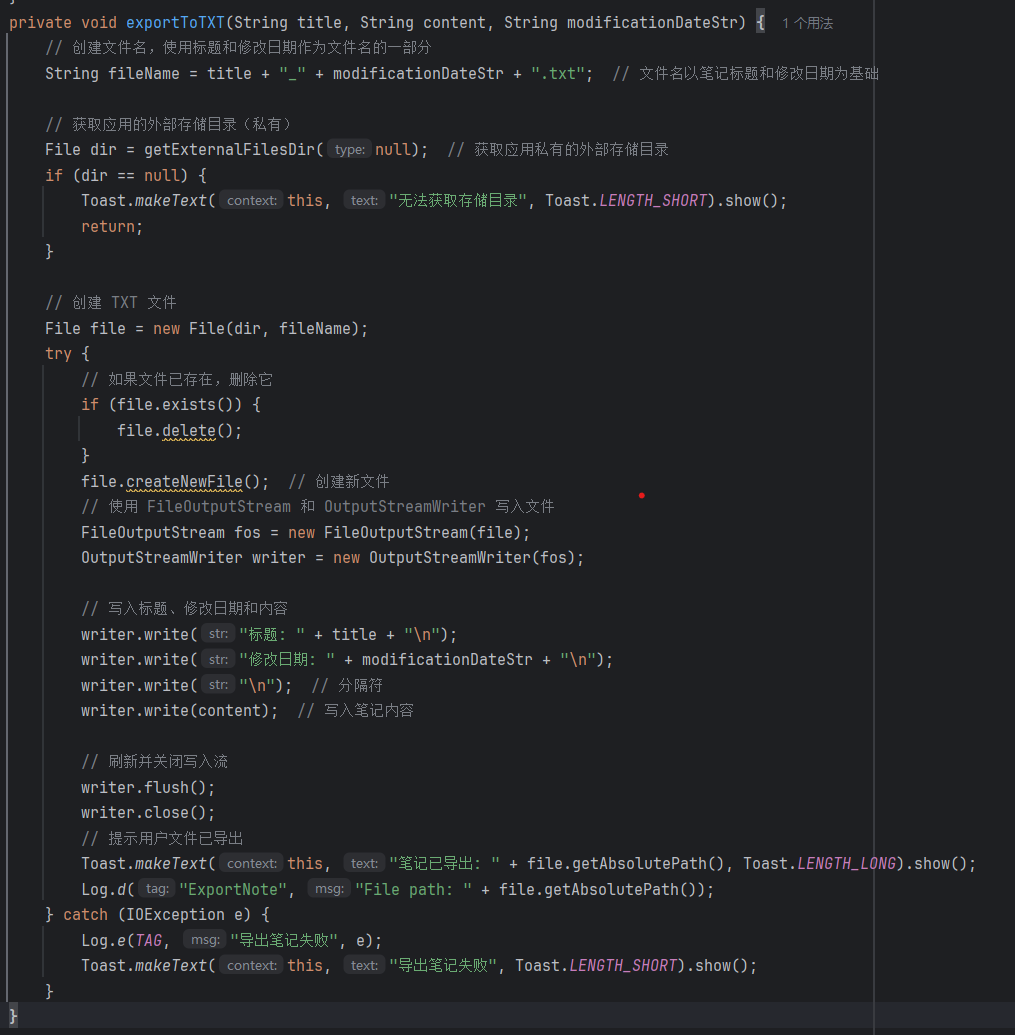 }
private void exportToTXT(String title, String content, String modificationDateStr) { 1 个用法
// 创建文件名，使用标题和修改日期作为文件名的一部分
String fileName = title + "_" + modificationDateStr + ".txt"; // 文件名以笔记标题和修改日期为基础
// 获取应用的外部存储目录（私有）
File dir = getExternalFilesDir( type: null); // 获取应用私有的外部存储目录
if (dir == null) {
Toast.makeText( context: this, text: "无法获取存储目录", Toast.LENGTH_SHORT).show();
return;
}
// 创建 TXT 文件
File file = new File(dir, fileName);
try {
// 如果文件已存在，删除它
if (file.exists()) {
file.delete();
}
file.createNewFile(); // 创建新文件
// 使用 FileOutputStream 和 OutputStreamWriter 写入文件
FileOutputStream fos = new FileOutputStream(file);
OutputStreamWriter writer = new OutputStreamWriter(fos);
// 写入标题、修改日期和内容
writer.write( str: "标题: " + title + "\n");
writer.write( str: "修改日期: " + modificationDateStr + "\n");
writer.write( str: "\n"); // 分隔符
writer.write(content); // 写入笔记内容
// 刷新并关闭写入流
writer.flush();
writer.close();
// 提示用户文件已导出
Toast.makeText( context: this, text: "笔记已导出: " + file.getAbsolutePath(), Toast.LENGTH_LONG).show();
Log.d( tag: "ExportNote", msg: "File path: " + file.getAbsolutePath());
} catch (IOException e) {
Log.e(TAG, msg: "导出笔记失败", e);
Toast.makeText( context: this, text: "导出笔记失败", Toast.LENGTH_SHORT).show();
}
}